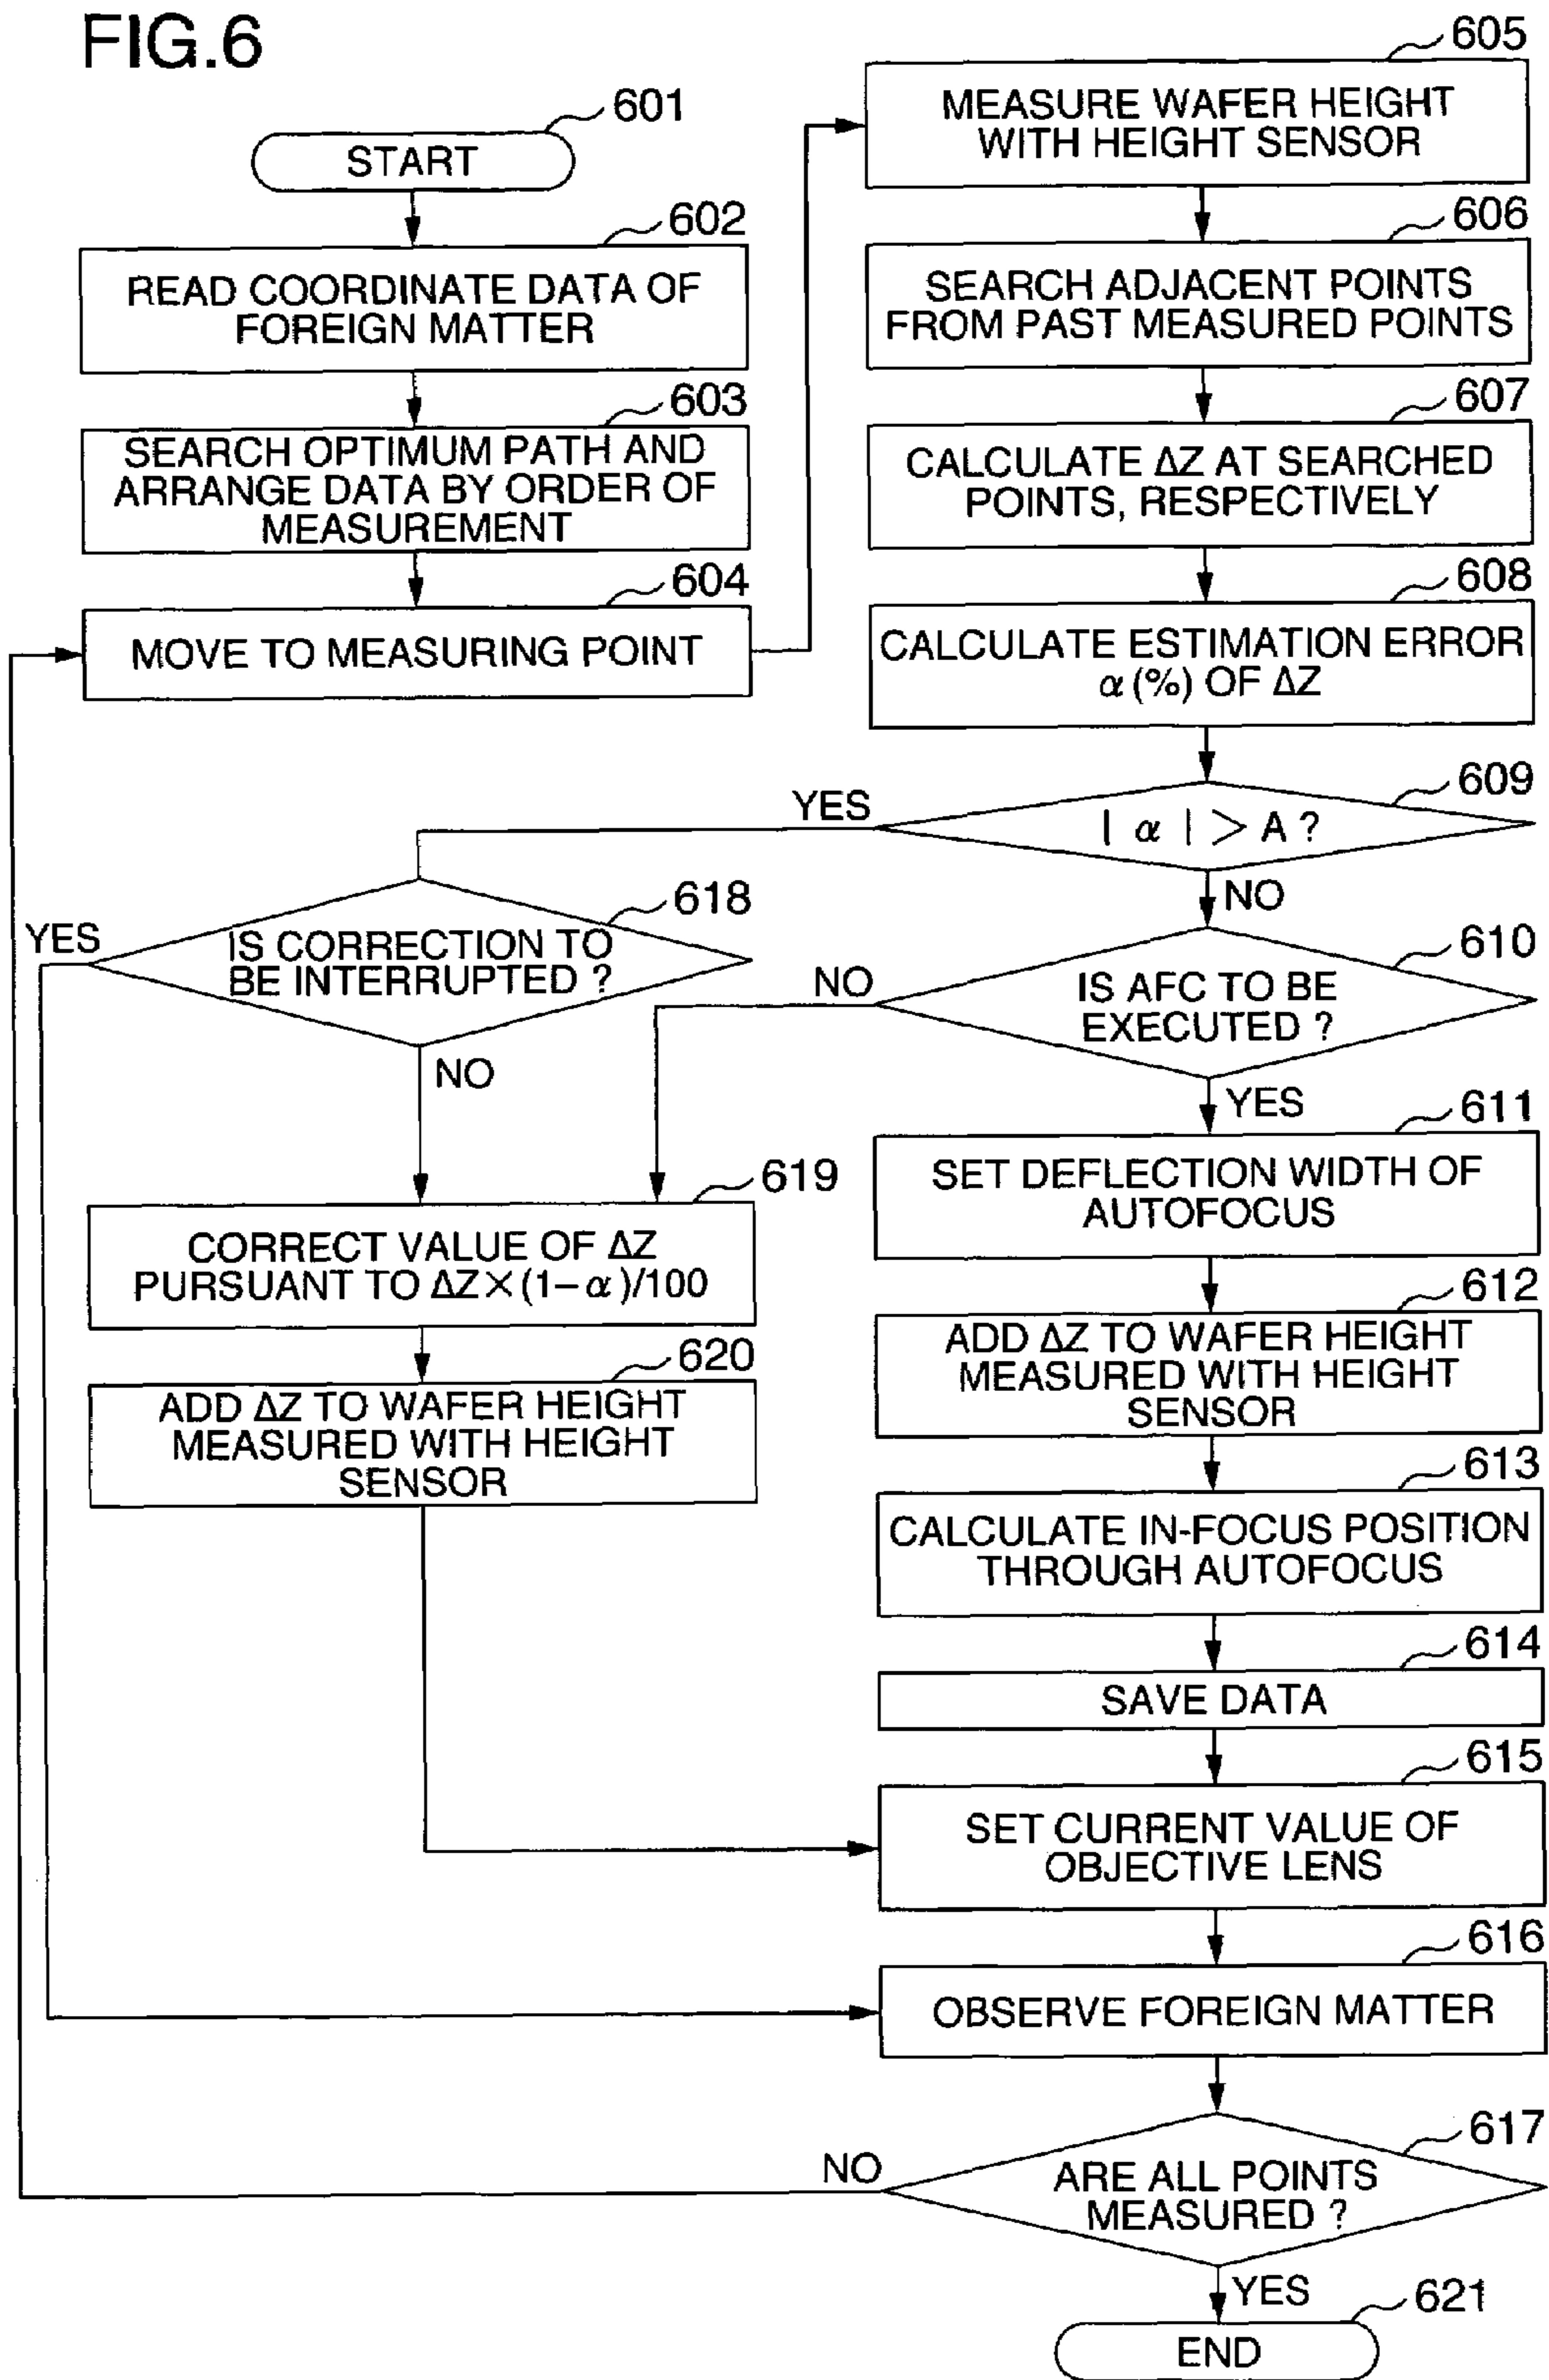 FIG.6
601
START
602
READ COORDINATE DATA OF
FOREIGN MATTER
603
SEARCH OPTIMUM PATH AND
ARRANGE DATA BY ORDER OF
MEASUREMENT
604
MOVE TO MEASURING POINT
605
MEASURE WAFER HEIGHT
WITH HEIGHT SENSOR
606
SEARCH ADJACENT POINTS
FROM PAST MEASURED POINTS
607
CALCULATE ΔZ AT SEARCHED
POINTS, RESPECTIVELY
608
CALCULATE ESTIMATION ERROR
α (%) OF ΔZ
609
| α | > A ?
YES
NO
618
IS CORRECTION TO
BE INTERRUPTED ?
YES
NO
610
IS AFC TO BE
EXECUTED ?
NO
YES
611
SET DEFLECTION WIDTH OF
AUTOFOCUS
619
CORRECT VALUE OF ΔZ
PURSUANT TO ΔZ×(1−α)/100
612
ADD ΔZ TO WAFER HEIGHT
MEASURED WITH HEIGHT
SENSOR
620
ADD ΔZ TO WAFER HEIGHT
MEASURED WITH HEIGHT
SENSOR
613
CALCULATE IN-FOCUS POSITION
THROUGH AUTOFOCUS
614
SAVE DATA
615
SET CURRENT VALUE OF
OBJECTIVE LENS
616
OBSERVE FOREIGN MATTER
617
ARE ALL POINTS
MEASURED ?
NO
YES
621
END